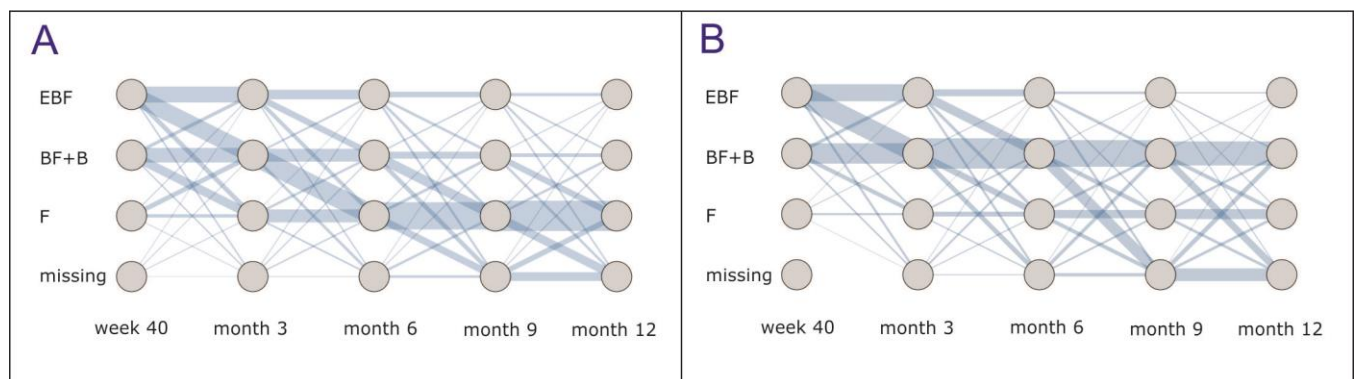 A
EBF
BF+B
F
missing
week 40 month 3 month 6 month 9 month 12
B
EBF
BF+B
F
missing
week 40 month 3 month 6 month 9 month 12